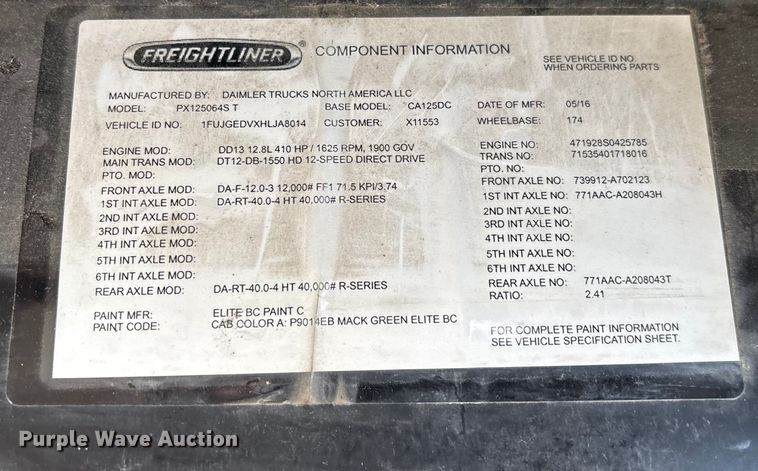 FREIGHTLINER® COMPONENT INFORMATION
SEE VEHICLE ID NO.
WHEN ORDERING PARTS
MANUFACTURED BY: DAIMLER TRUCKS NORTH AMERICA LLC
MODEL: PX125064S T BASE MODEL: CA125DC DATE OF MFR: 05/16
VEHICLE ID NO: 1FUJGEDVXHLJA8014 CUSTOMER: X11553 WHEELBASE: 174
ENGINE MOD: DD13 12.8L 410 HP / 1625 RPM, 1900 GOV ENGINE NO: 471928S0425785
MAIN TRANS MOD: DT12-DB-1550 HD 12-SPEED DIRECT DRIVE TRANS NO: 71535401718016
PTO. MOD: PTO. NO:
FRONT AXLE MOD: DA-F-12.0-3 12,000# FF1 71.5 KPI/3.74 FRONT AXLE NO: 739912-A702123
1ST INT AXLE MOD: DA-RT-40.0-4 HT 40,000# R-SERIES 1ST INT AXLE NO: 771AAC-A208043H
2ND INT AXLE MOD: 2ND INT AXLE NO:
3RD INT AXLE MOD: 3RD INT AXLE NO:
4TH INT AXLE MOD: 4TH INT AXLE NO:
5TH INT AXLE MOD: 5TH INT AXLE NO:
6TH INT AXLE MOD: 6TH INT AXLE NO:
REAR AXLE MOD: DA-RT-40.0-4 HT 40,000# R-SERIES REAR AXLE NO: 771AAC-A208043T
RATIO: 2.41
PAINT MFR: ELITE BC PAINT C
PAINT CODE: CAB COLOR A: P9014EB MACK GREEN ELITE BC
FOR COMPLETE PAINT INFORMATION
SEE VEHICLE SPECIFICATION SHEET.
Purple Wave Auction